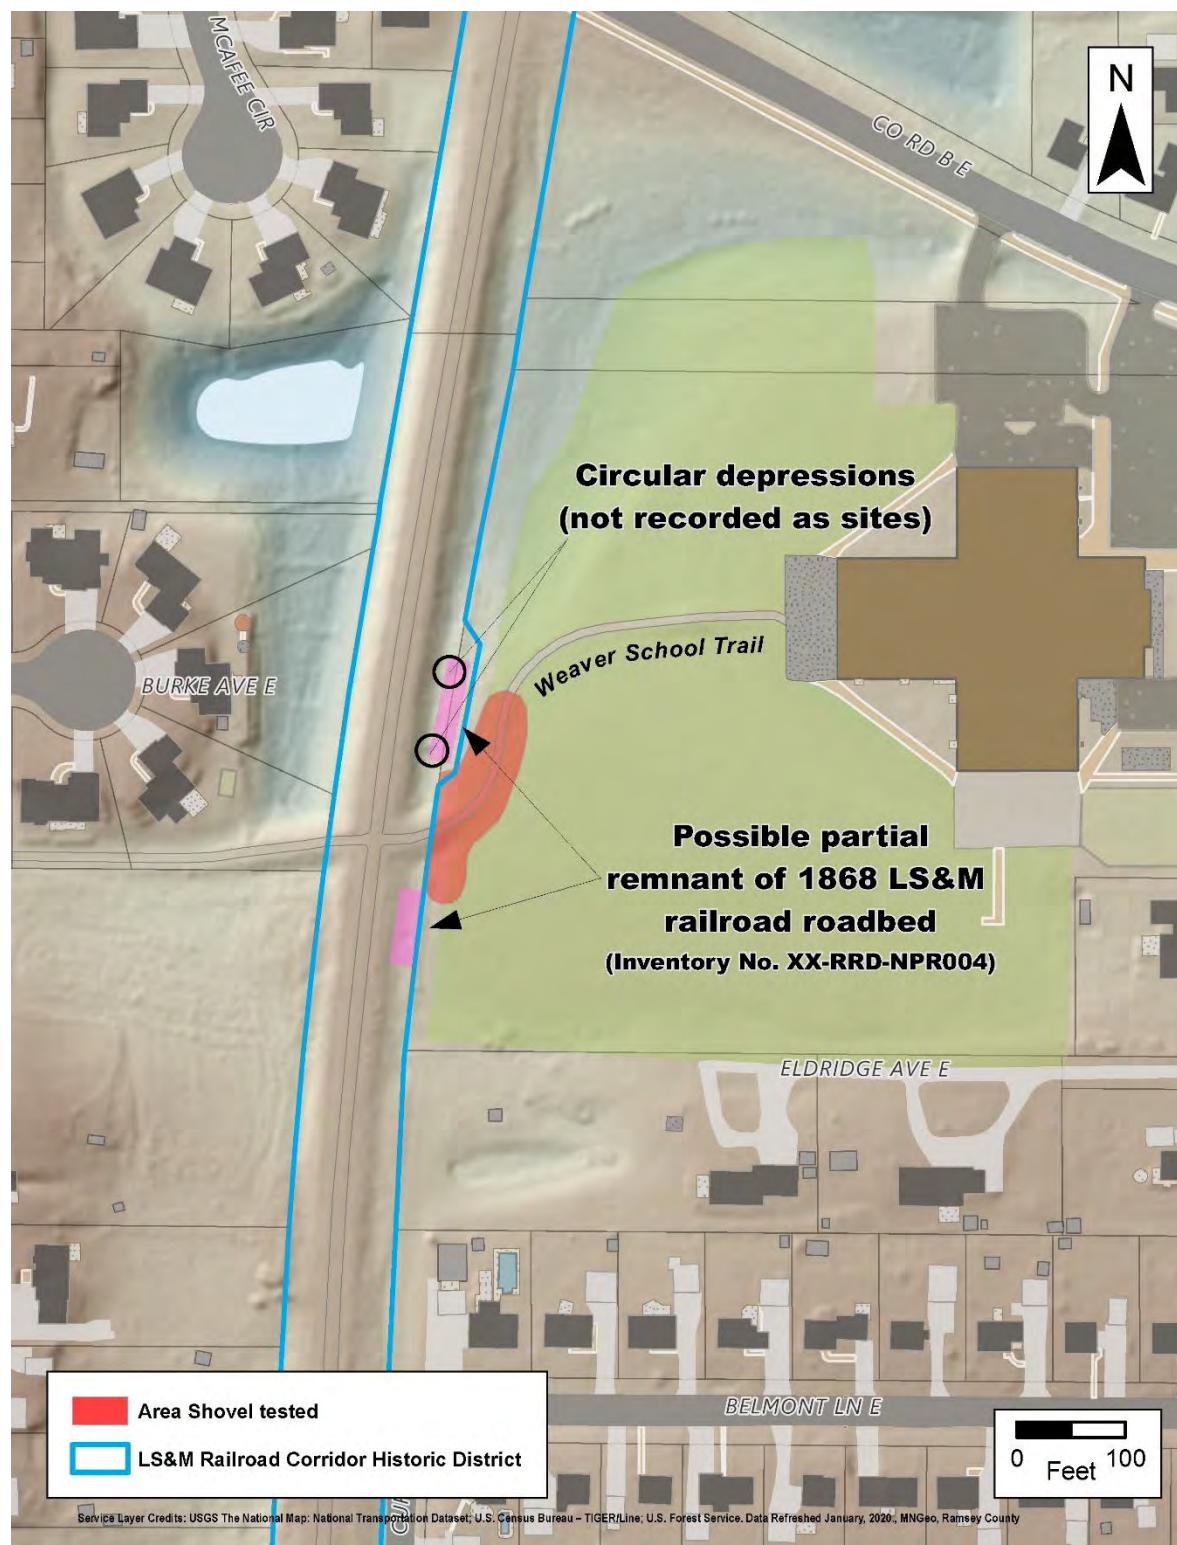 MCAFEE CIR
N
CO RD B E
Circular depressions
(not recorded as sites)
Weaver School Trail
BURKE AVE E
Possible partial
remnant of 1868 LS&M
railroad roadbed
(Inventory No. XX-RRD-NPR004)
ELDRIDGE AVE E
BELMONT LN E
Area Shovel tested
LS&M Railroad Corridor Historic District
0 Feet 100
Service Layer Credits: USGS The National Map: National Transportation Dataset; U.S. Census Bureau – TIGER/Line; U.S. Forest Service. Data Refreshed January, 2020., MNGeo, Ramsey County